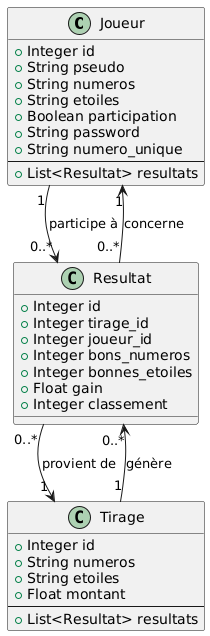 C Joueur
Integer id
String pseudo
String numeros
String etoiles
Boolean participation
String password
String numero_unique
List<Resultat> resultats
1 1
participe à concerne
0..* 0..*
C Resultat
Integer id
Integer tirage_id
Integer joueur_id
Integer bons_numeros
Integer bonnes_etoiles
Float gain
Integer classement
0..* 0..*
provient de génère
1 1
C Tirage
Integer id
String numeros
String etoiles
Float montant
List<Resultat> resultats